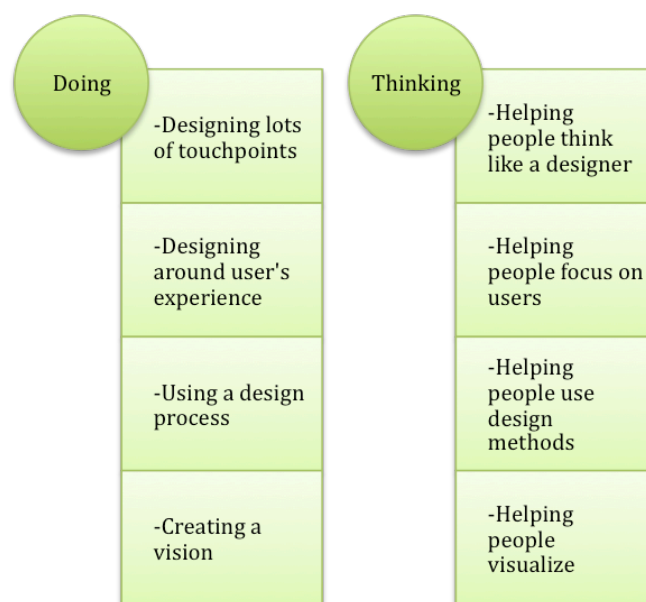 Doing
-Designing lots
of touchpoints
-Designing
around user's
experience
-Using a design
process
-Creating a
vision
Thinking
-Helping
people think
like a designer
-Helping
people focus on
users
-Helping
people use
design
methods
-Helping
people
visualize